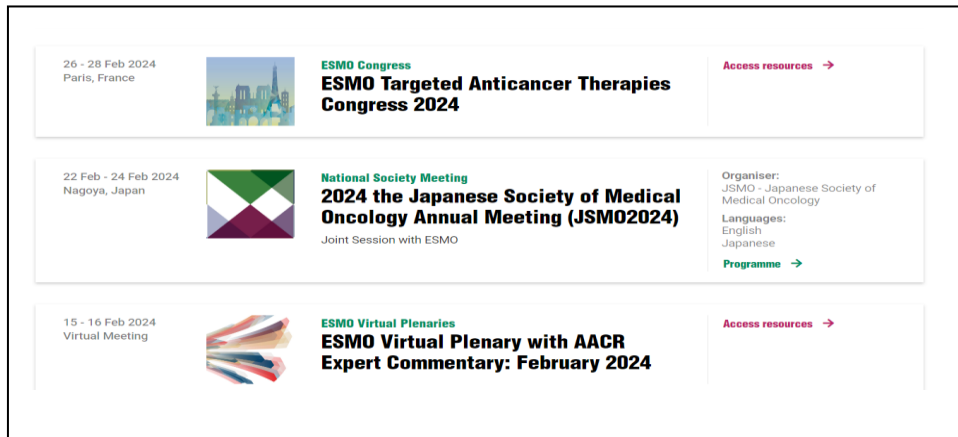 26 - 28 Feb 2024
Paris, France
ESMO Congress
ESMO Targeted Anticancer Therapies
Congress 2024
Access resources →
22 Feb - 24 Feb 2024
Nagoya, Japan
National Society Meeting
2024 the Japanese Society of Medical
Oncology Annual Meeting (JSMO2024)
Joint Session with ESMO
Organiser:
JSMO - Japanese Society of
Medical Oncology
Languages:
English
Japanese
Programme →
15 - 16 Feb 2024
Virtual Meeting
ESMO Virtual Plenaries
ESMO Virtual Plenary with AACR
Expert Commentary: February 2024
Access resources →